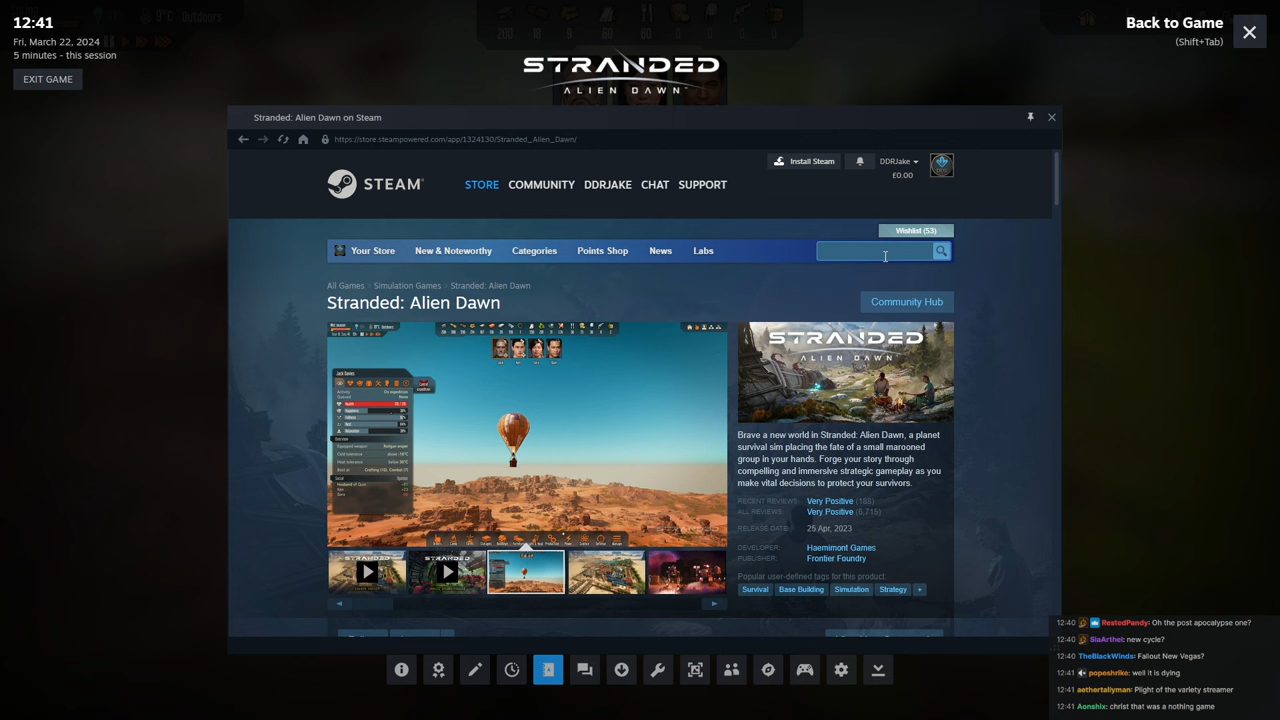 12:41
Fri, March 22, 2024
5 minutes - this session
EXIT GAME
Back to Game
(Shift+Tab)
9°C Outdoors
STRANDED
ALIEN DAWN
Stranded: Alien Dawn on Steam
https://store.steampowered.com/app/1324130/Stranded_Alien_Dawn/
Install Steam
DDRJake
£0.00
STEAM
STORE
COMMUNITY
DDRJAKE
CHAT
SUPPORT
Wishlist (53)
Your Store
New & Noteworthy
Categories
Points Shop
News
Labs
All Games > Simulation Games > Stranded: Alien Dawn
Stranded: Alien Dawn
Community Hub
Jack Davies
STRANDED
ALIEN DAWN
Brave a new world in Stranded: Alien Dawn, a planet
survival sim placing the fate of a small marooned
group in your hands. Forge your story through
compelling and immersive strategic gameplay as you
make vital decisions to protect your survivors.
RECENT REVIEWS: Very Positive (188)
ALL REVIEWS: Very Positive (6,715)
RELEASE DATE: 25 Apr, 2023
DEVELOPER: Haemimont Games
PUBLISHER: Frontier Foundry
Popular user-defined tags for this product:
Survival
Base Building
Simulation
Strategy
+
12:40 RestedPandy: Oh the post apocalypse one?
12:40 SiaArthel: new cycle?
12:40 TheBlackWinds: Fallout New Vegas?
12:41 popeshrike: well it is dying
12:41 aethertallyman: Plight of the variety streamer
12:41 Aonshix: christ that was a nothing game